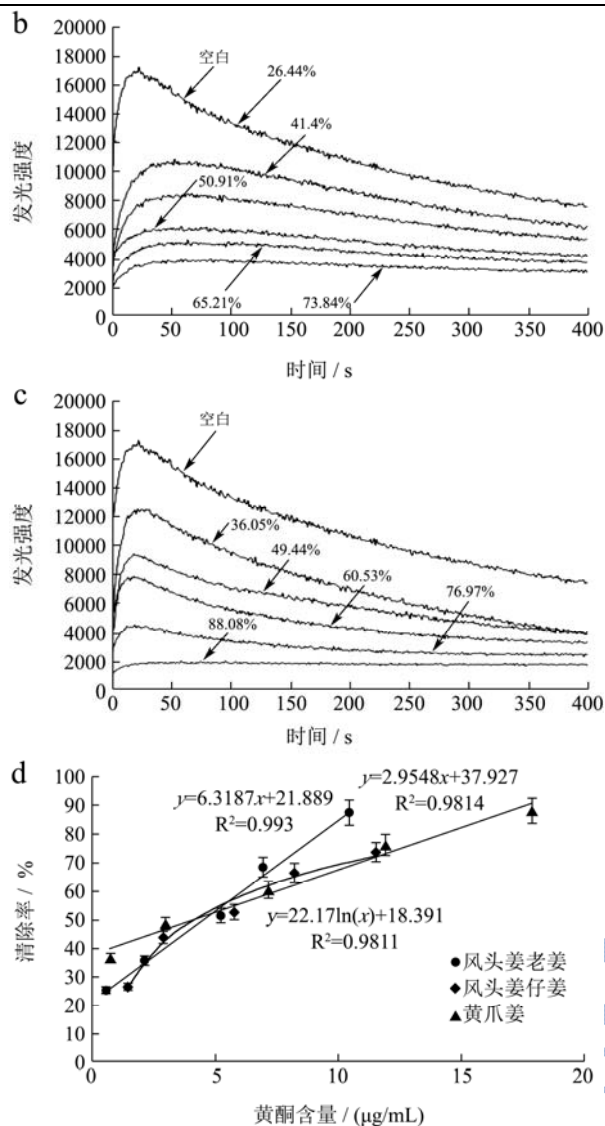 b
20000
18000
16000
14000
12000
10000
8000
6000
4000
2000
0
发光强度
空白
26.44%
41.4%
50.91%
65.21%
73.84%
0 50 100 150 200 250 300 350 400
时间 / s
c
20000
18000
16000
14000
12000
10000
8000
6000
4000
2000
0
发光强度
空白
36.05%
49.44%
60.53%
76.97%
88.08%
0 50 100 150 200 250 300 350 400
时间 / s
d
100
90
80
70
60
50
40
30
20
10
0
清除率 / %
y=6.3187x+21.889
R²=0.993
y=2.9548x+37.927
R²=0.9814
y=22.17ln(x)+18.391
R²=0.9811
●风头姜老姜
◆风头姜仔姜
▲黄爪姜
0 5 10 15 20
黄酮含量 / (μg/mL)